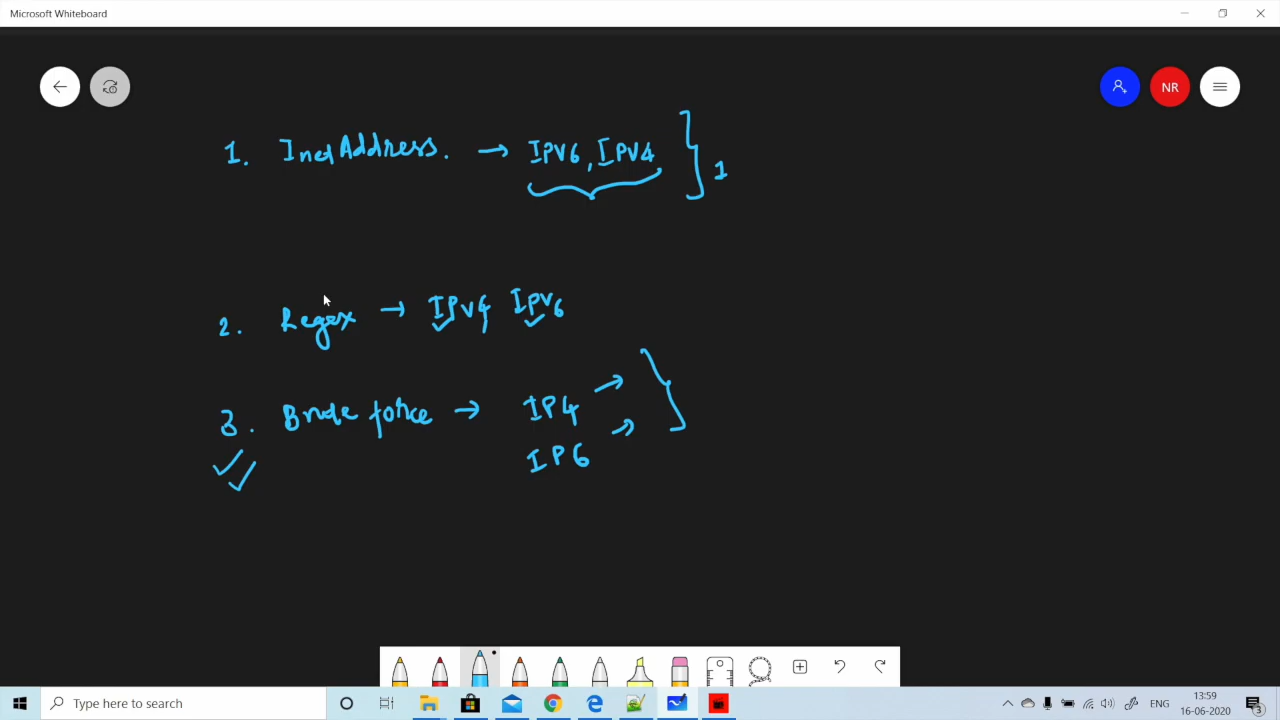 Microsoft Whiteboard
NR
1. InetAddress. → IPV6, IPV4 } 1
2. Regex → IPV4 IPV6
3. Brute force → IP4 →
IP6 → }
Type here to search
ENG
13:59
16-06-2020
3